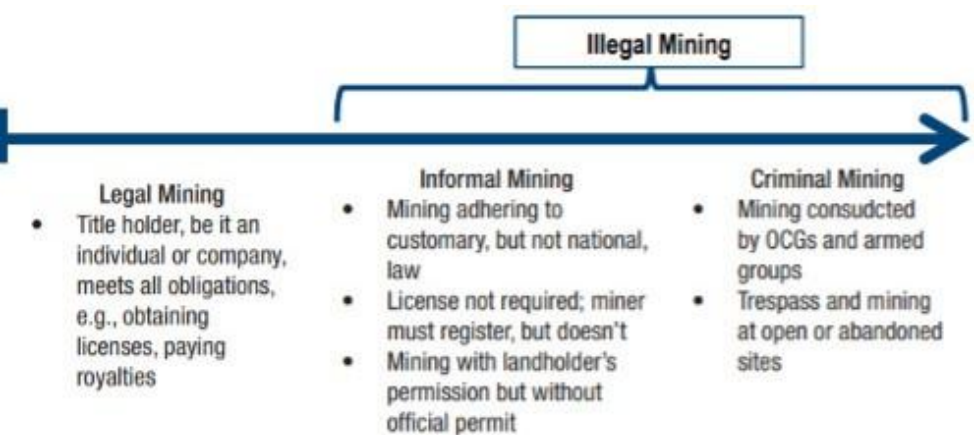 Illegal Mining
Legal Mining
• Title holder, be it an
individual or company,
meets all obligations,
e.g., obtaining
licenses, paying
royalties
Informal Mining
• Mining adhering to
customary, but not national,
law
• License not required; miner
must register, but doesn't
• Mining with landholder's
permission but without
official permit
Criminal Mining
• Mining consudcted
by OCGs and armed
groups
• Trespass and mining
at open or abandoned
sites